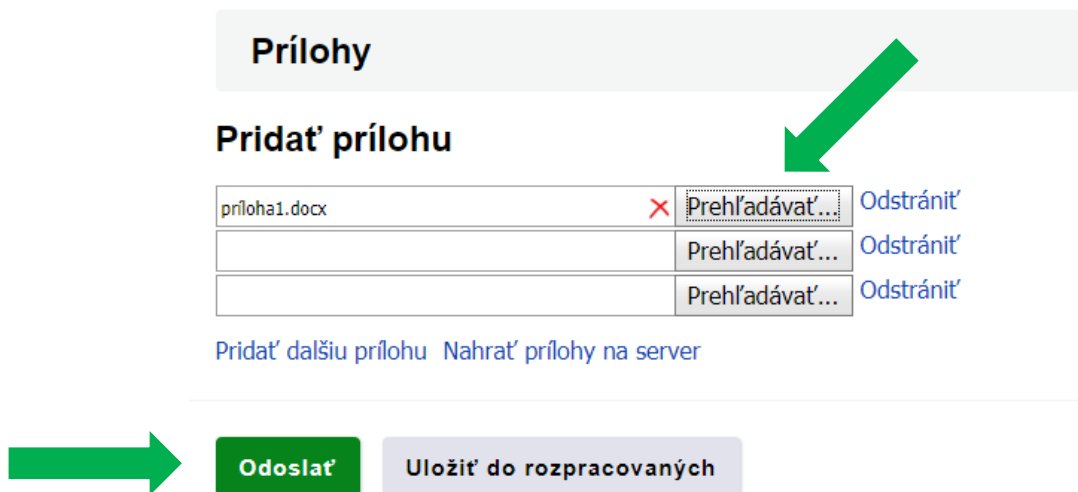 Prílohy
Pridať prílohu
príloha1.docx Prehľadávať... Odstrániť
Prehľadávať... Odstrániť
Prehľadávať... Odstrániť
Pridať dalšiu prílohu Nahrať prílohy na server
Odoslať Uložiť do rozpracovaných